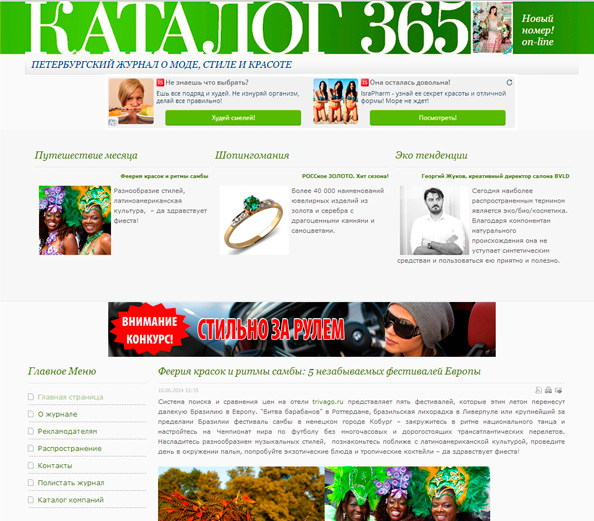 КАТАЛОГ 365
Новый
номер!
on-line
ПЕТЕРБУРГСКИЙ ЖУРНАЛ О МОДЕ, СТИЛЕ И КРАСОТЕ
Не знаешь что выбрать?
Ешь все подряд и худей. Не изнуряй организм,
делай все правильно!
Худей смелей!
Она осталась довольна!
IsraPharm - узнай ее секрет красоты и отличной
формы! Море не ждет!
Посмотреть!
Путешествие месяца
Феерия красок и ритмы самбы
Разнообразие стилей,
латиноамериканская
культура, – да здравствует
фиеста!
Шопингомания
РОССкое ЗОЛОТО. Хит сезона!
Более 40 000 наименований
ювелирных изделий из
золота и серебра с
драгоценными камнями и
самоцветами.
Эко тенденции
Георгий Жуков, креативный директор салона BVLD
Сегодня наиболее
распространенным термином
является эко/био/косметика.
Благодаря компонентам
натурального
происхождения она не
уступает синтетическим
средствам и пользоваться ею приятно и полезно.
ВНИМАНИЕ
КОНКУРС!
СТИЛЬНО ЗА РУЛЕМ
Главное Меню
Главная страница
О журнале
Рекламодателям
Распространение
Контакты
Полистать журнал
Каталог компаний
Феерия красок и ритмы самбы: 5 незабываемых фестивалей Европы
Система поиска и сравнения цен на отели trivago.ru представляет пять фестивалей, которые этим летом перенесут
далекую Бразилию в Европу. "Битва барабанов" в Роттердаме, бразильская лихорадка в Ливерпуле или крупнейший за
пределами Бразилии фестиваль самбы в немецком городе Кобург – закружитесь в ритме национального танца и
настройтесь на Чемпионат мира по футболу без многочасовых и дорогостоящих трансатлантических перелетов.
Насладитесь разнообразием музыкальных стилей, познакомьтесь поближе с латиноамериканской культурой, проведите
день в окружении пальм, попробуйте экзотические блюда и тропические коктейли – да здравствует фиеста!